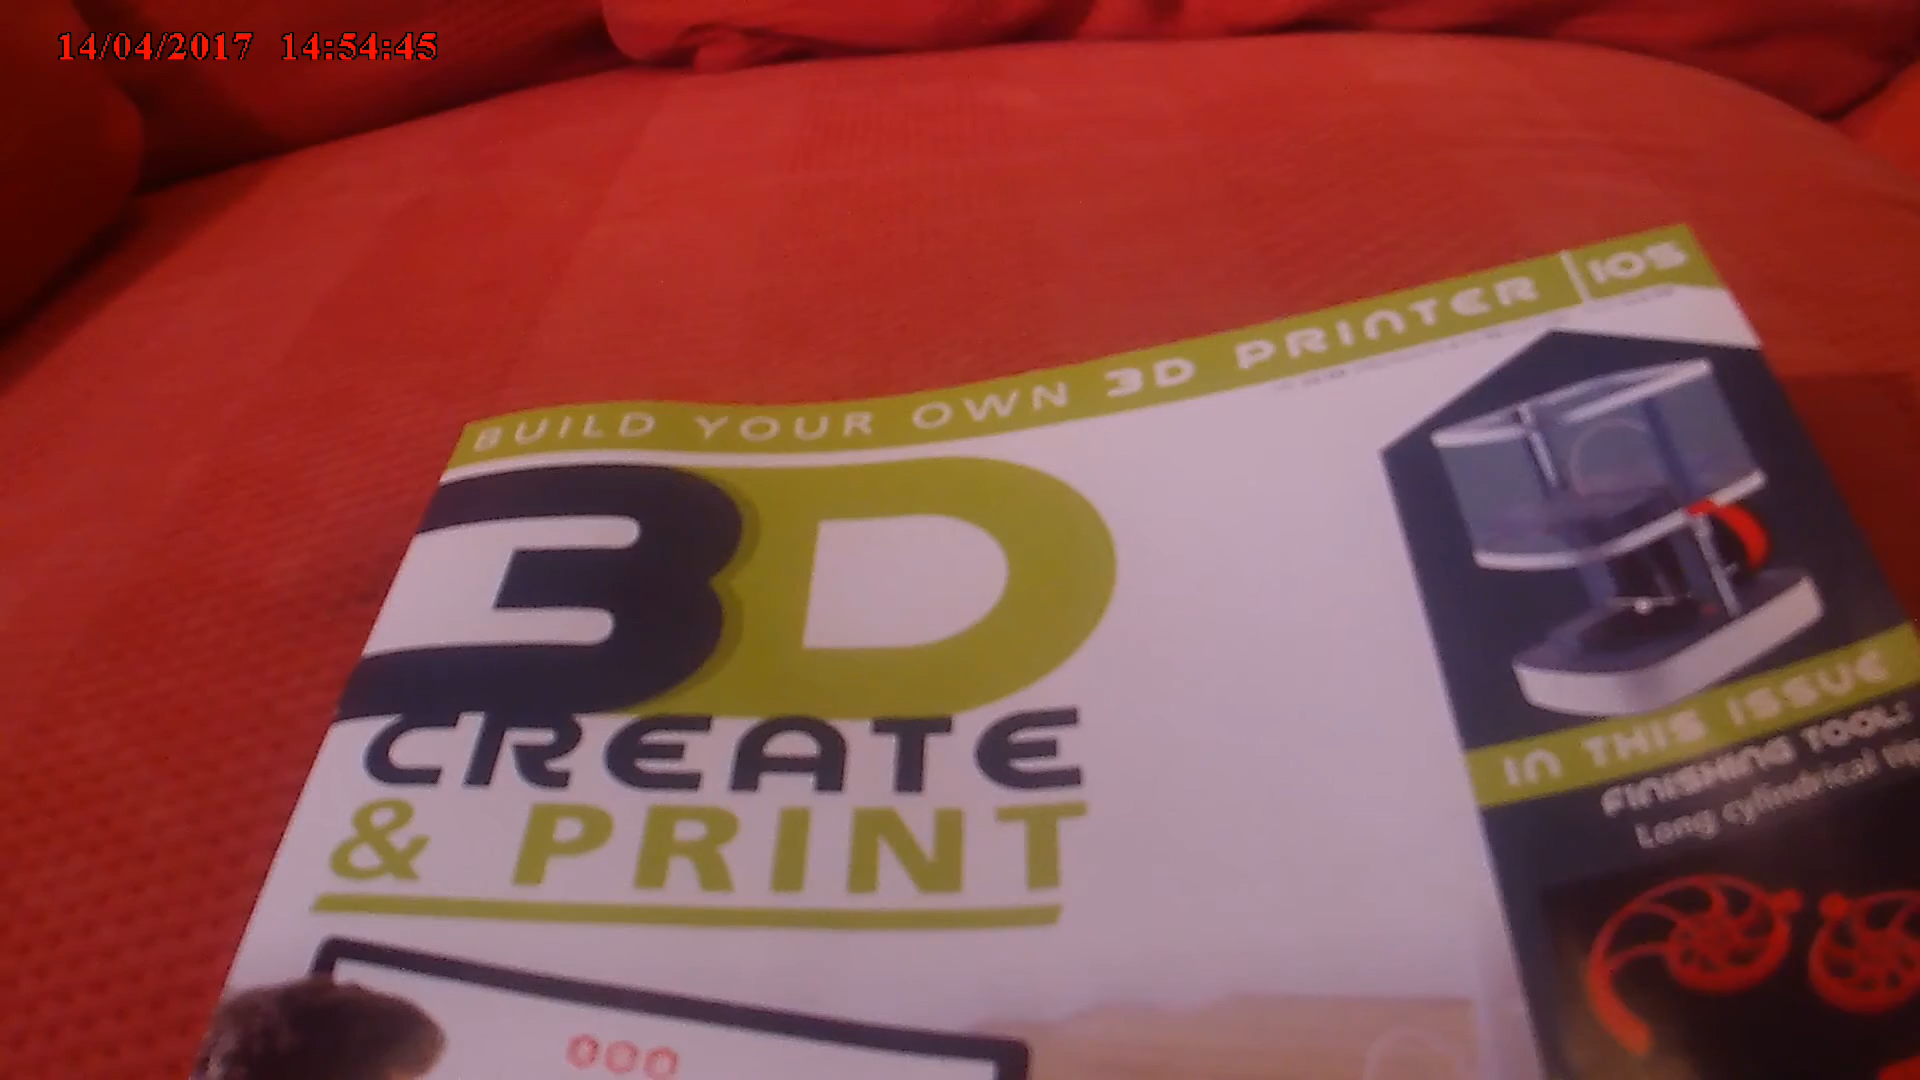 14/04/2017 14:54:45
BUILD YOUR OWN 3D PRINTER 105
3D
CREATE
& PRINT
IN THIS ISSUE
FINISHING TOOL:
Long cylindrical